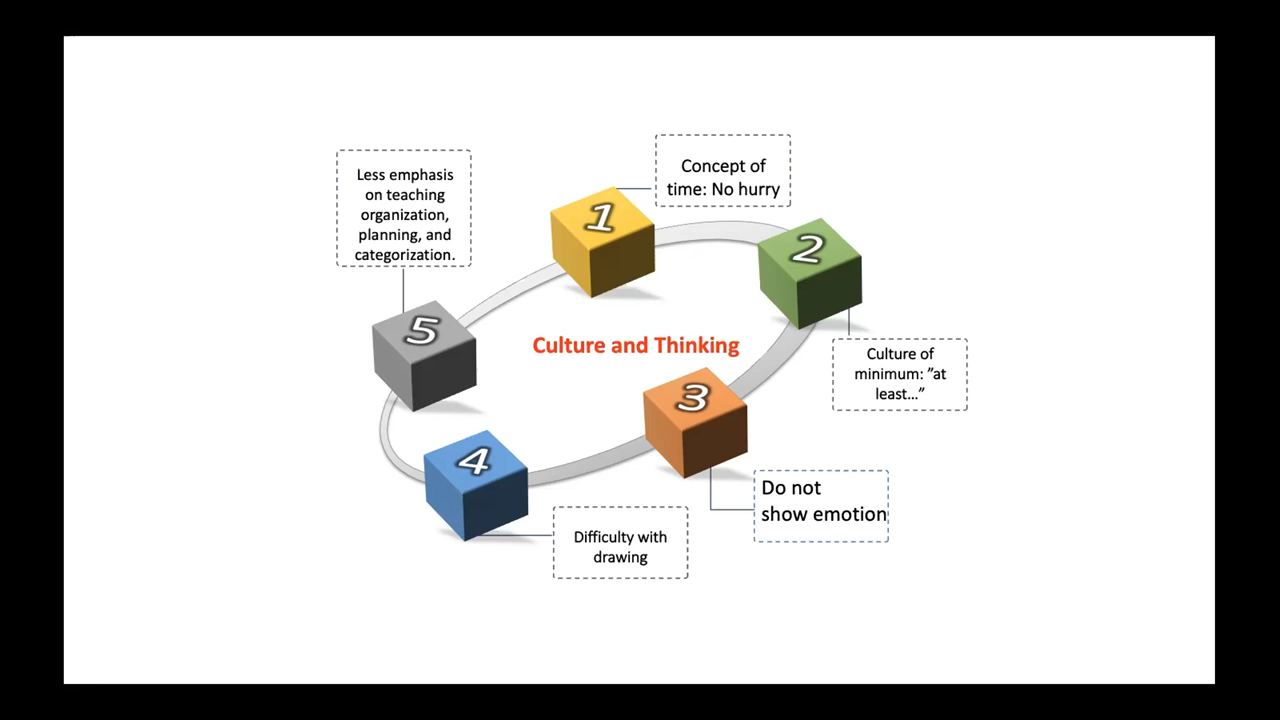 Culture and Thinking
1
Concept of
time: No hurry
2
Culture of
minimum: ”at
least…”
3
Do not
show emotion
4
Difficulty with
drawing
5
Less emphasis
on teaching
organization,
planning, and
categorization.